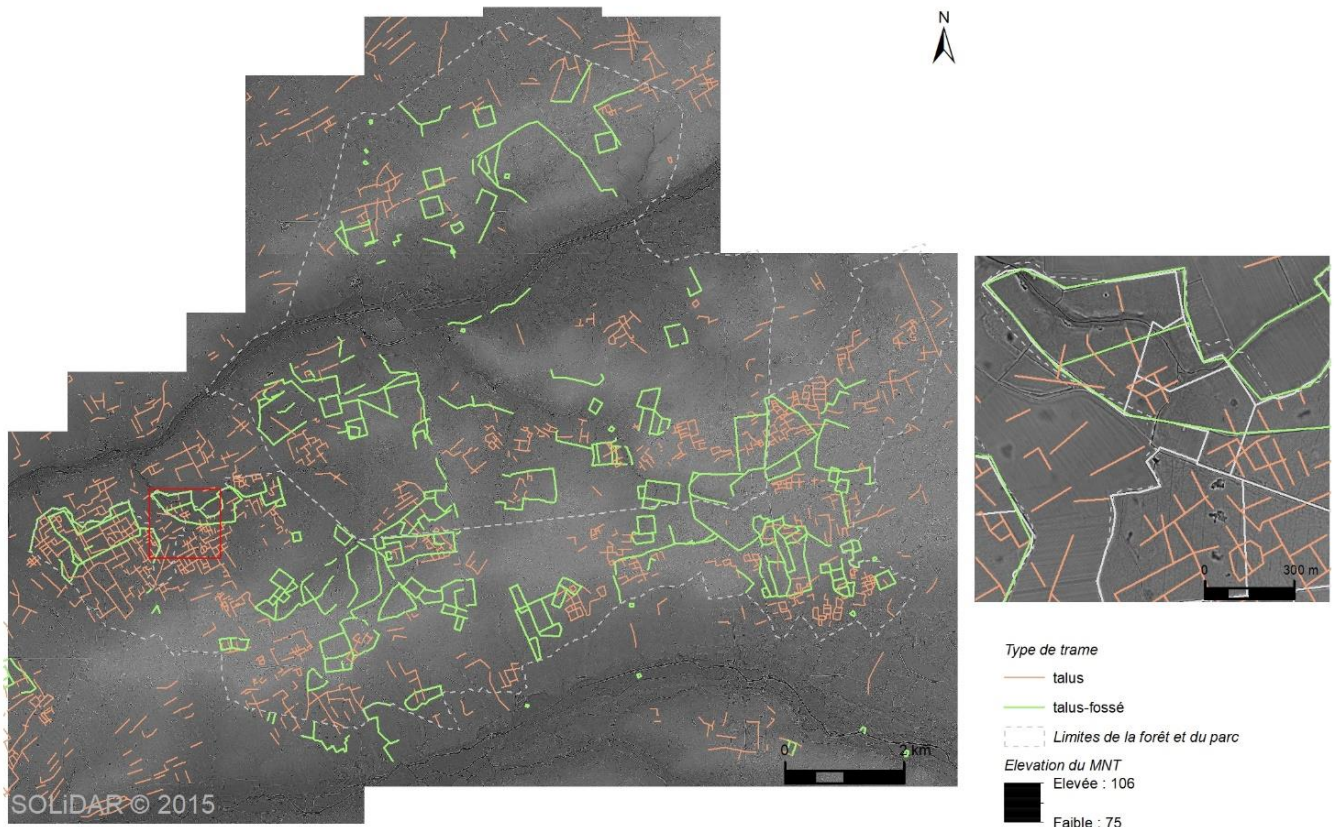 N
0 2 km
SOLiDAR © 2015
0 300 m
Type de trame
talus
talus-fossé
Limites de la forêt et du parc
Elevation du MNT
Elevée : 106
Faible : 75